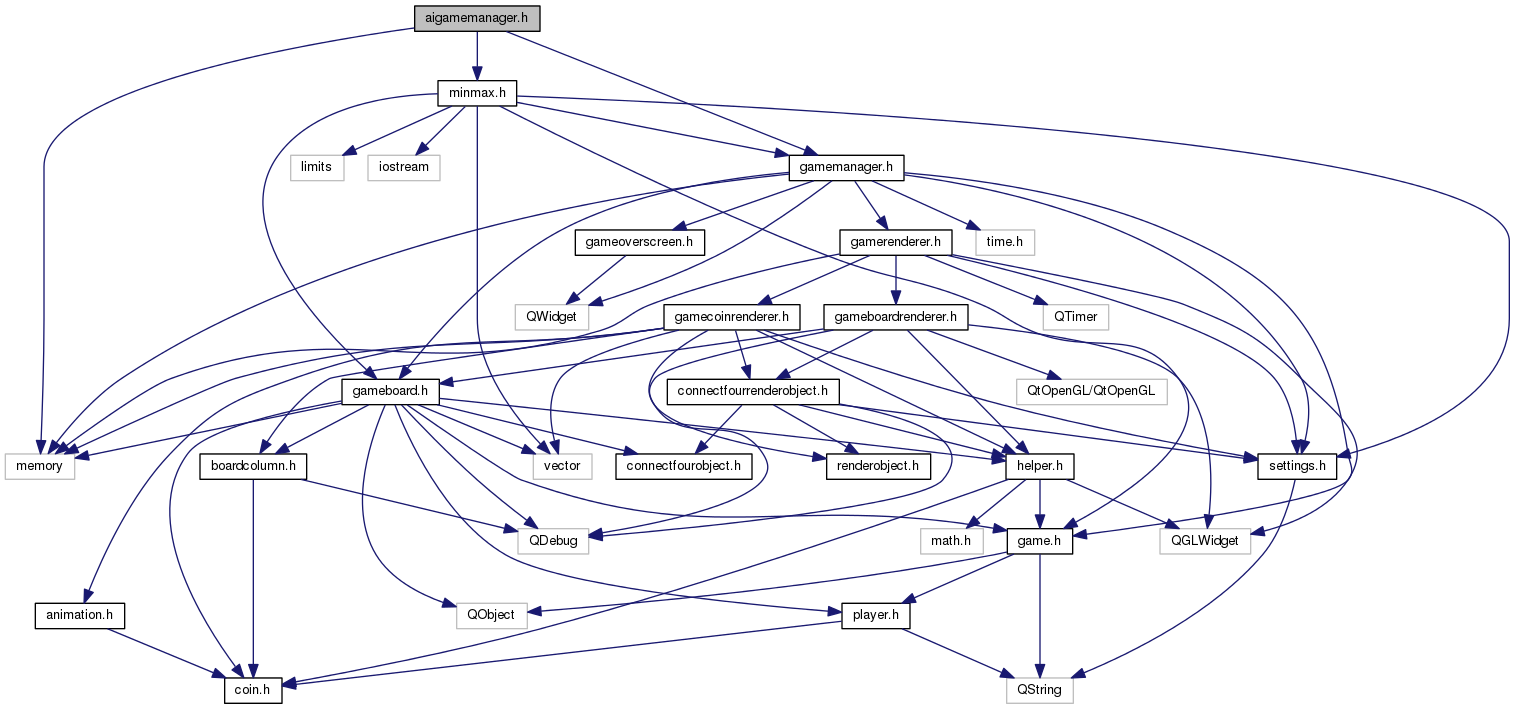 aigamemanager.h
minmax.h
limits
iostream
gamemanager.h
gameoverscreen.h
gamerenderer.h
time.h
QWidget
gamecoinrenderer.h
gameboardrenderer.h
QTimer
gameboard.h
connectfourrenderobject.h
QtOpenGL/QtOpenGL
memory
boardcolumn.h
vector
connectfourobject.h
renderobject.h
helper.h
settings.h
QDebug
math.h
game.h
QGLWidget
animation.h
QObject
player.h
coin.h
QString